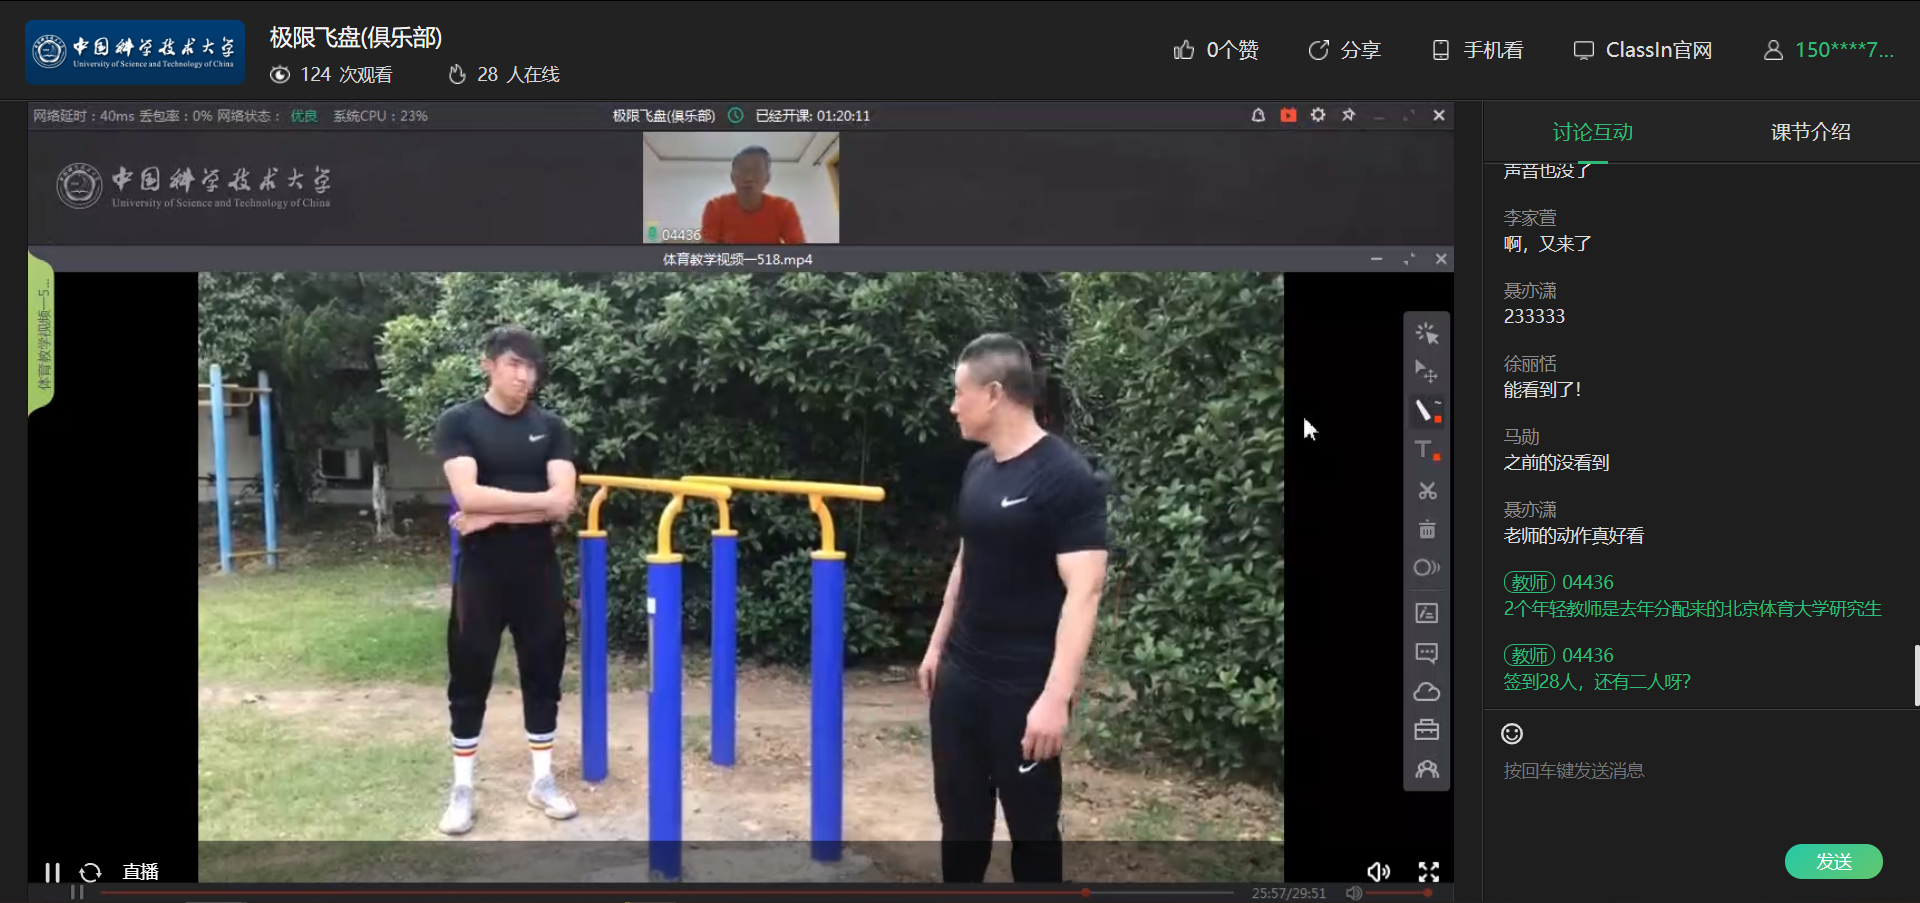 中国科学技术大学
University of Science and Technology of China
极限飞盘(俱乐部)
124 次观看
28 人在线
0个赞
分享
手机看
ClassIn官网
150****7...
网络延时：40ms 丢包率：0% 网络状态： 优良 系统CPU：23%
极限飞盘(俱乐部)
已经开课: 01:20:11
中国科学技术大学
University of Science and Technology of China
04436
体育教学视频—518.mp4
体育教学视频—5...
直播
25:57/29:51
讨论互动
课节介绍
声音也没了
李家萱
啊，又来了
聂亦潇
233333
徐丽恬
能看到了！
马勋
之前的没看到
聂亦潇
老师的动作真好看
教师 04436
2个年轻教师是去年分配来的北京体育大学研究生
教师 04436
签到28人，还有二人呀？
按回车键发送消息
发送